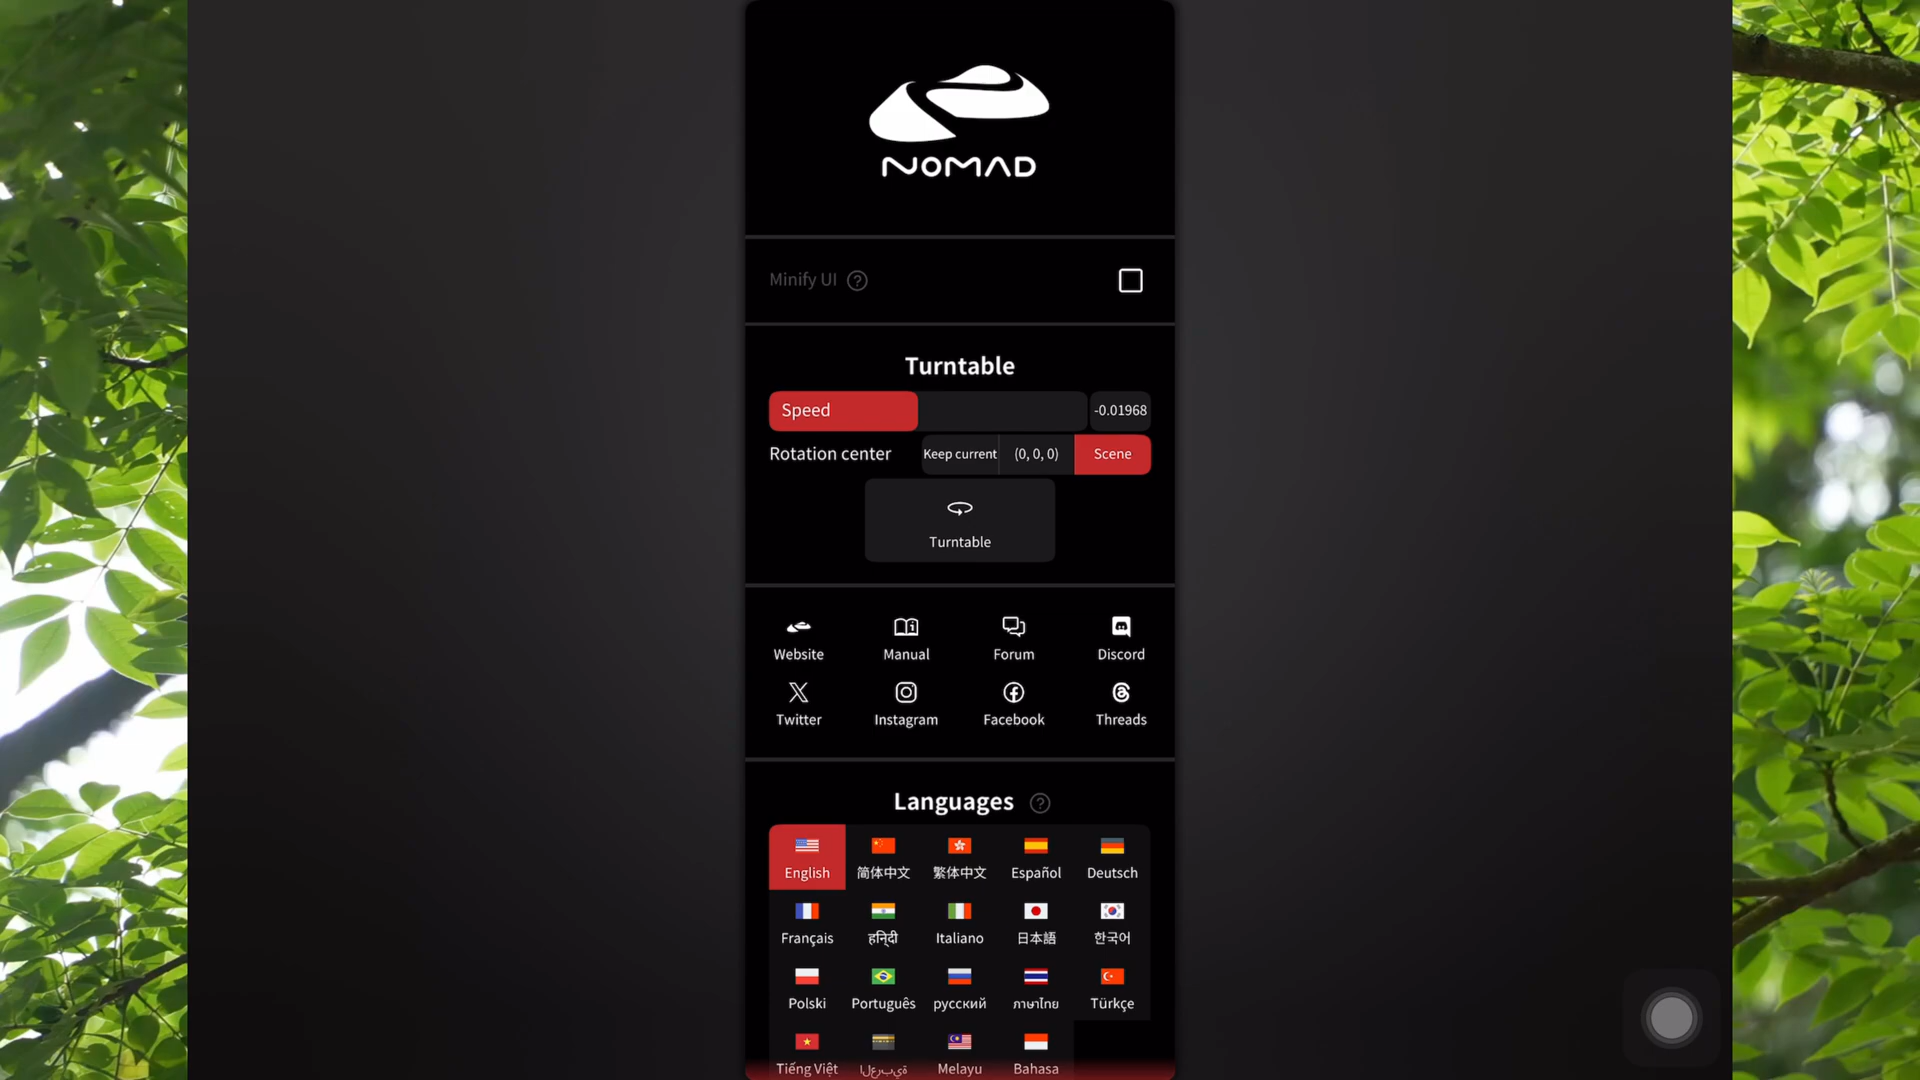 NOMAD
Minify UI ?
Turntable
Speed -0.01968
Rotation center Keep current (0, 0, 0) Scene
Turntable
Website Manual Forum Discord
Twitter Instagram Facebook Threads
Languages ?
English 简体中文 繁体中文 Español Deutsch
Français हिन्दी Italiano 日本語 한국어
Polski Português русский ภาษาไทย Türkçe
Tiếng Việt العربية Melayu Bahasa